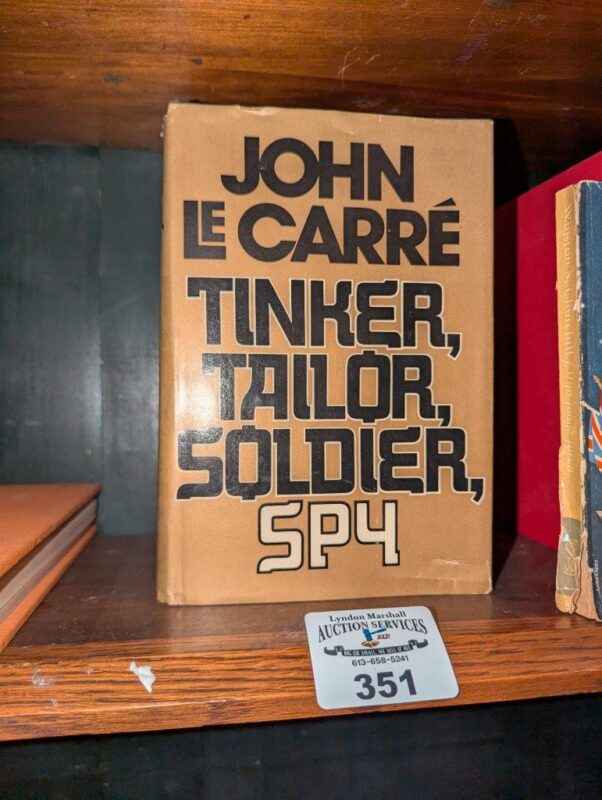 JOHN
LE CARRÉ
TINKER,
TAILOR,
SOLDIER,
SPY
Lyndon Marshall
AUCTION SERVICES
613-658-5241
351